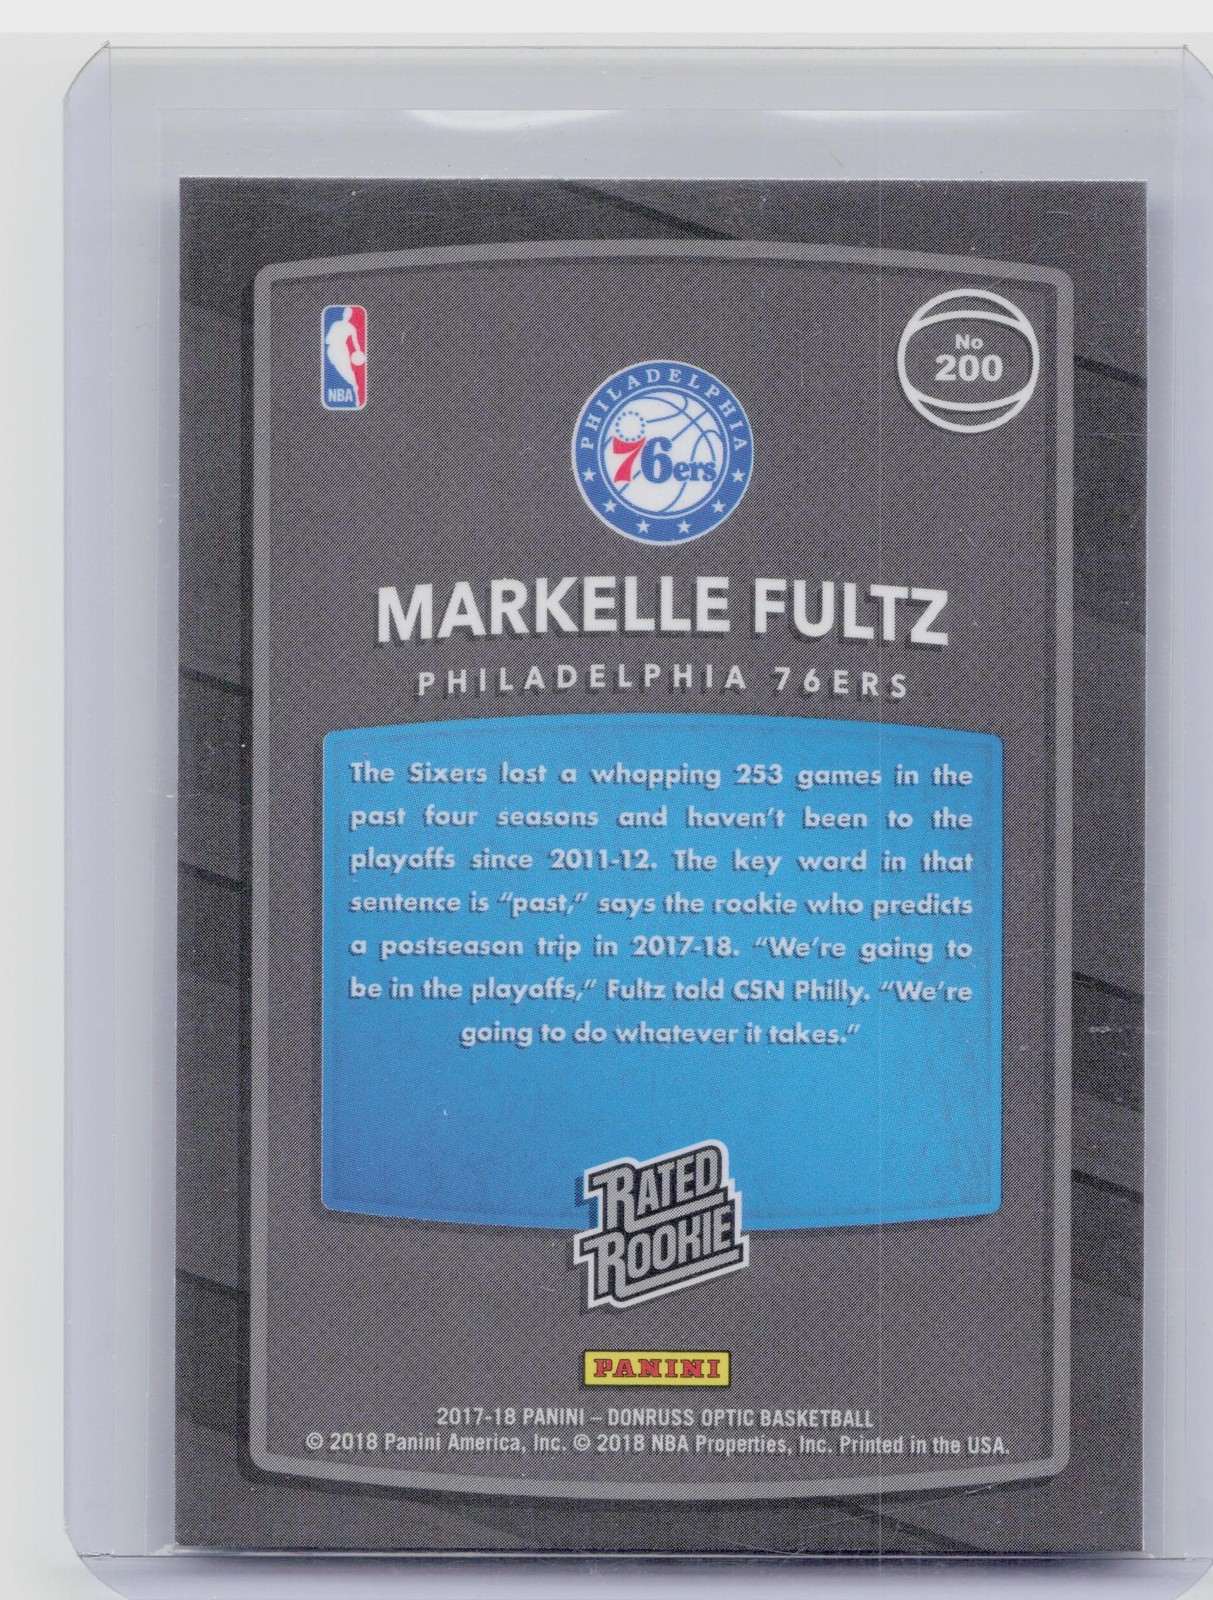 NBA
No
200
PHILADELPHIA
76ers
MARKELLE FULTZ
PHILADELPHIA 76ERS
The Sixers lost a whopping 253 games in the
past four seasons and haven't been to the
playoffs since 2011-12. The key word in that
sentence is "past," says the rookie who predicts
a postseason trip in 2017-18. "We're going to
be in the playoffs," Fultz told CSN Philly. "We're
going to do whatever it takes."
RATED
ROOKIE
PANINI
2017-18 PANINI – DONRUSS OPTIC BASKETBALL
© 2018 Panini America, Inc. © 2018 NBA Properties, Inc. Printed in the USA.